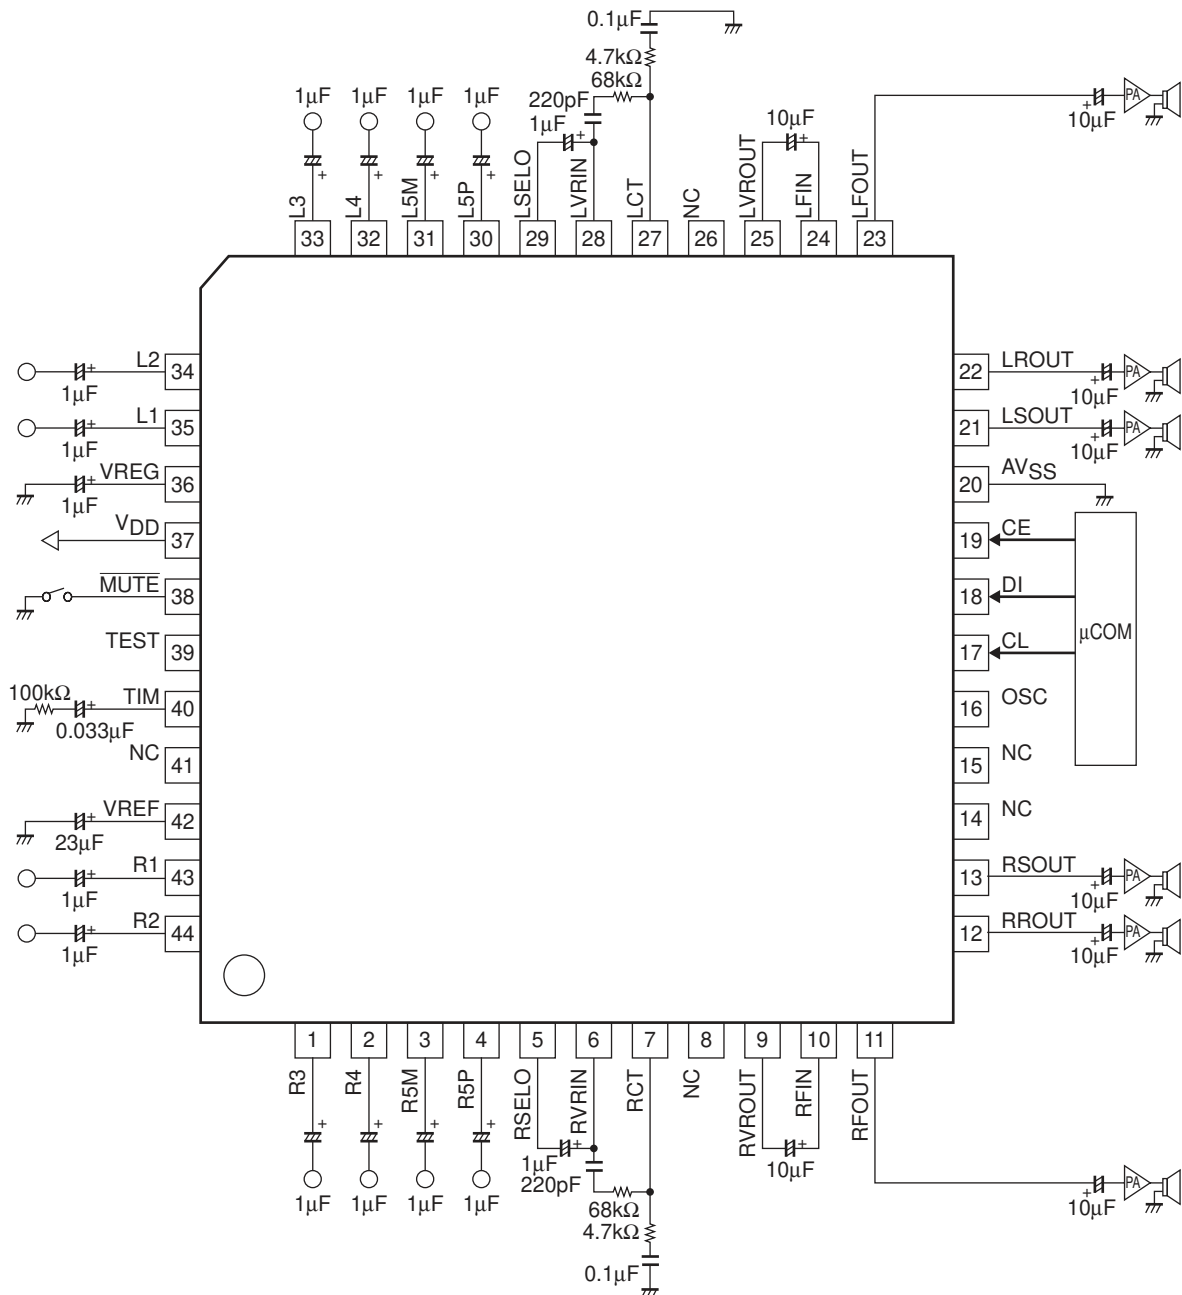 0.1µF
4.7kΩ
68kΩ
1µF 1µF 1µF 1µF
220pF
1µF
10µF
10µF
PA
L3
L4
L5M
L5P
LSELO
LVRIN
LCT
NC
LVROUT
LFIN
LFOUT
33 32 31 30 29 28 27 26 25 24 23
L2
34
1µF
L1
35
1µF
VREG
36
1µF
VDD
37
MUTE
38
TEST
39
100kΩ
TIM
40
0.033µF
NC
41
VREF
42
23µF
R1
43
1µF
R2
44
1µF
22
LROUT
10µF
PA
21
LSOUT
10µF
PA
20
AVSS
19
CE
18
DI
17
CL
µCOM
16
OSC
15
NC
14
NC
13
RSOUT
10µF
PA
12
RROUT
10µF
PA
1 2 3 4 5 6 7 8 9 10 11
R3
R4
R5M
R5P
RSELO
RVRIN
RCT
NC
RVROUT
RFIN
RFOUT
1µF
220pF
10µF
1µF 1µF 1µF 1µF
68kΩ
4.7kΩ
0.1µF
10µF
PA